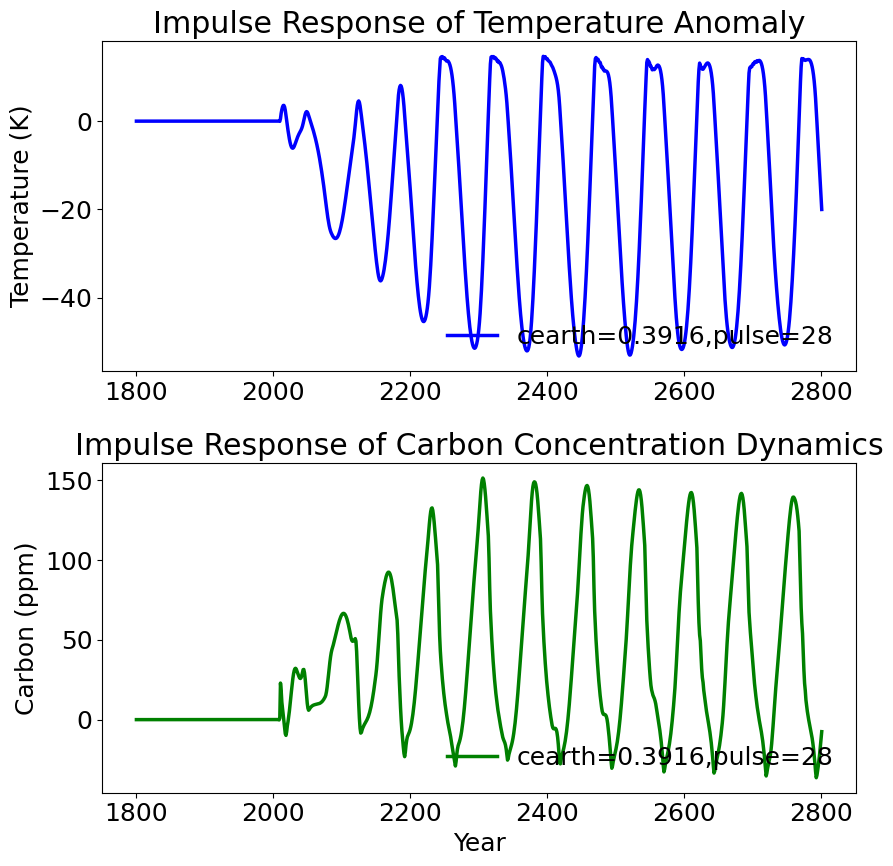 Impulse Response of Temperature Anomaly
Temperature (K)
0
−20
−40
cearth=0.3916,pulse=28
1800 2000 2200 2400 2600 2800
Impulse Response of Carbon Concentration Dynamics
Carbon (ppm)
150
100
50
0
cearth=0.3916,pulse=28
1800 2000 2200 2400 2600 2800
Year